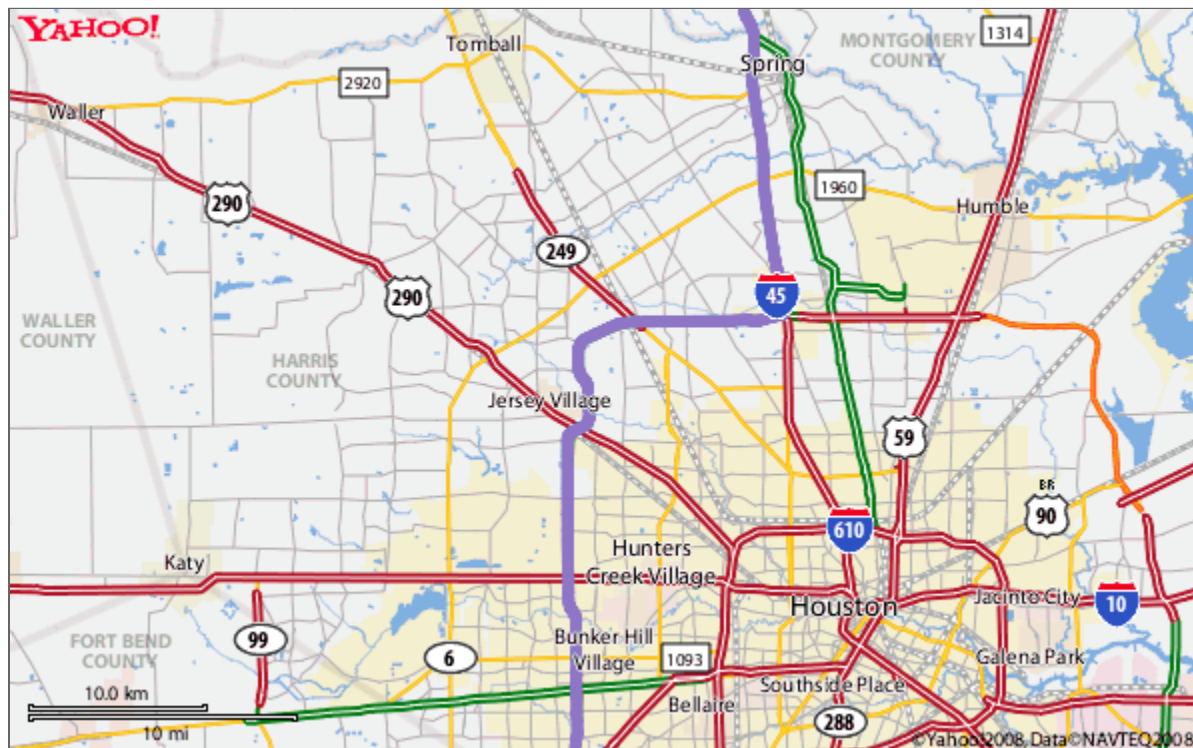 YAHOO!
Tomball
MONTGOMERY
COUNTY
1314
Spring
2920
Waller
1960
290
Humble
249
290
45
WALLER
COUNTY
HARRIS
COUNTY
Jersey Village
59
BR
90
610
Hunters
Creek Village
Katy
Houston
Jacinto City
10
99
FORT BEND
COUNTY
6
Bunker Hill
Village
1093
Galena Park
Southside Place
Bellaire
288
10.0 km
10 mi
©Yahoo!2008, Data©NAVTEQ2008